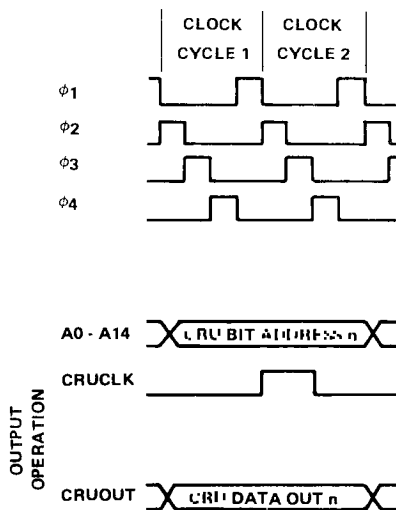 CLOCK CYCLE 1
CLOCK CYCLE 2
φ1
φ2
φ3
φ4
A0 - A14
CRU BIT ADDRESS n
OUTPUT OPERATION
CRUCLK
CRUOUT
CRU DATA OUT n